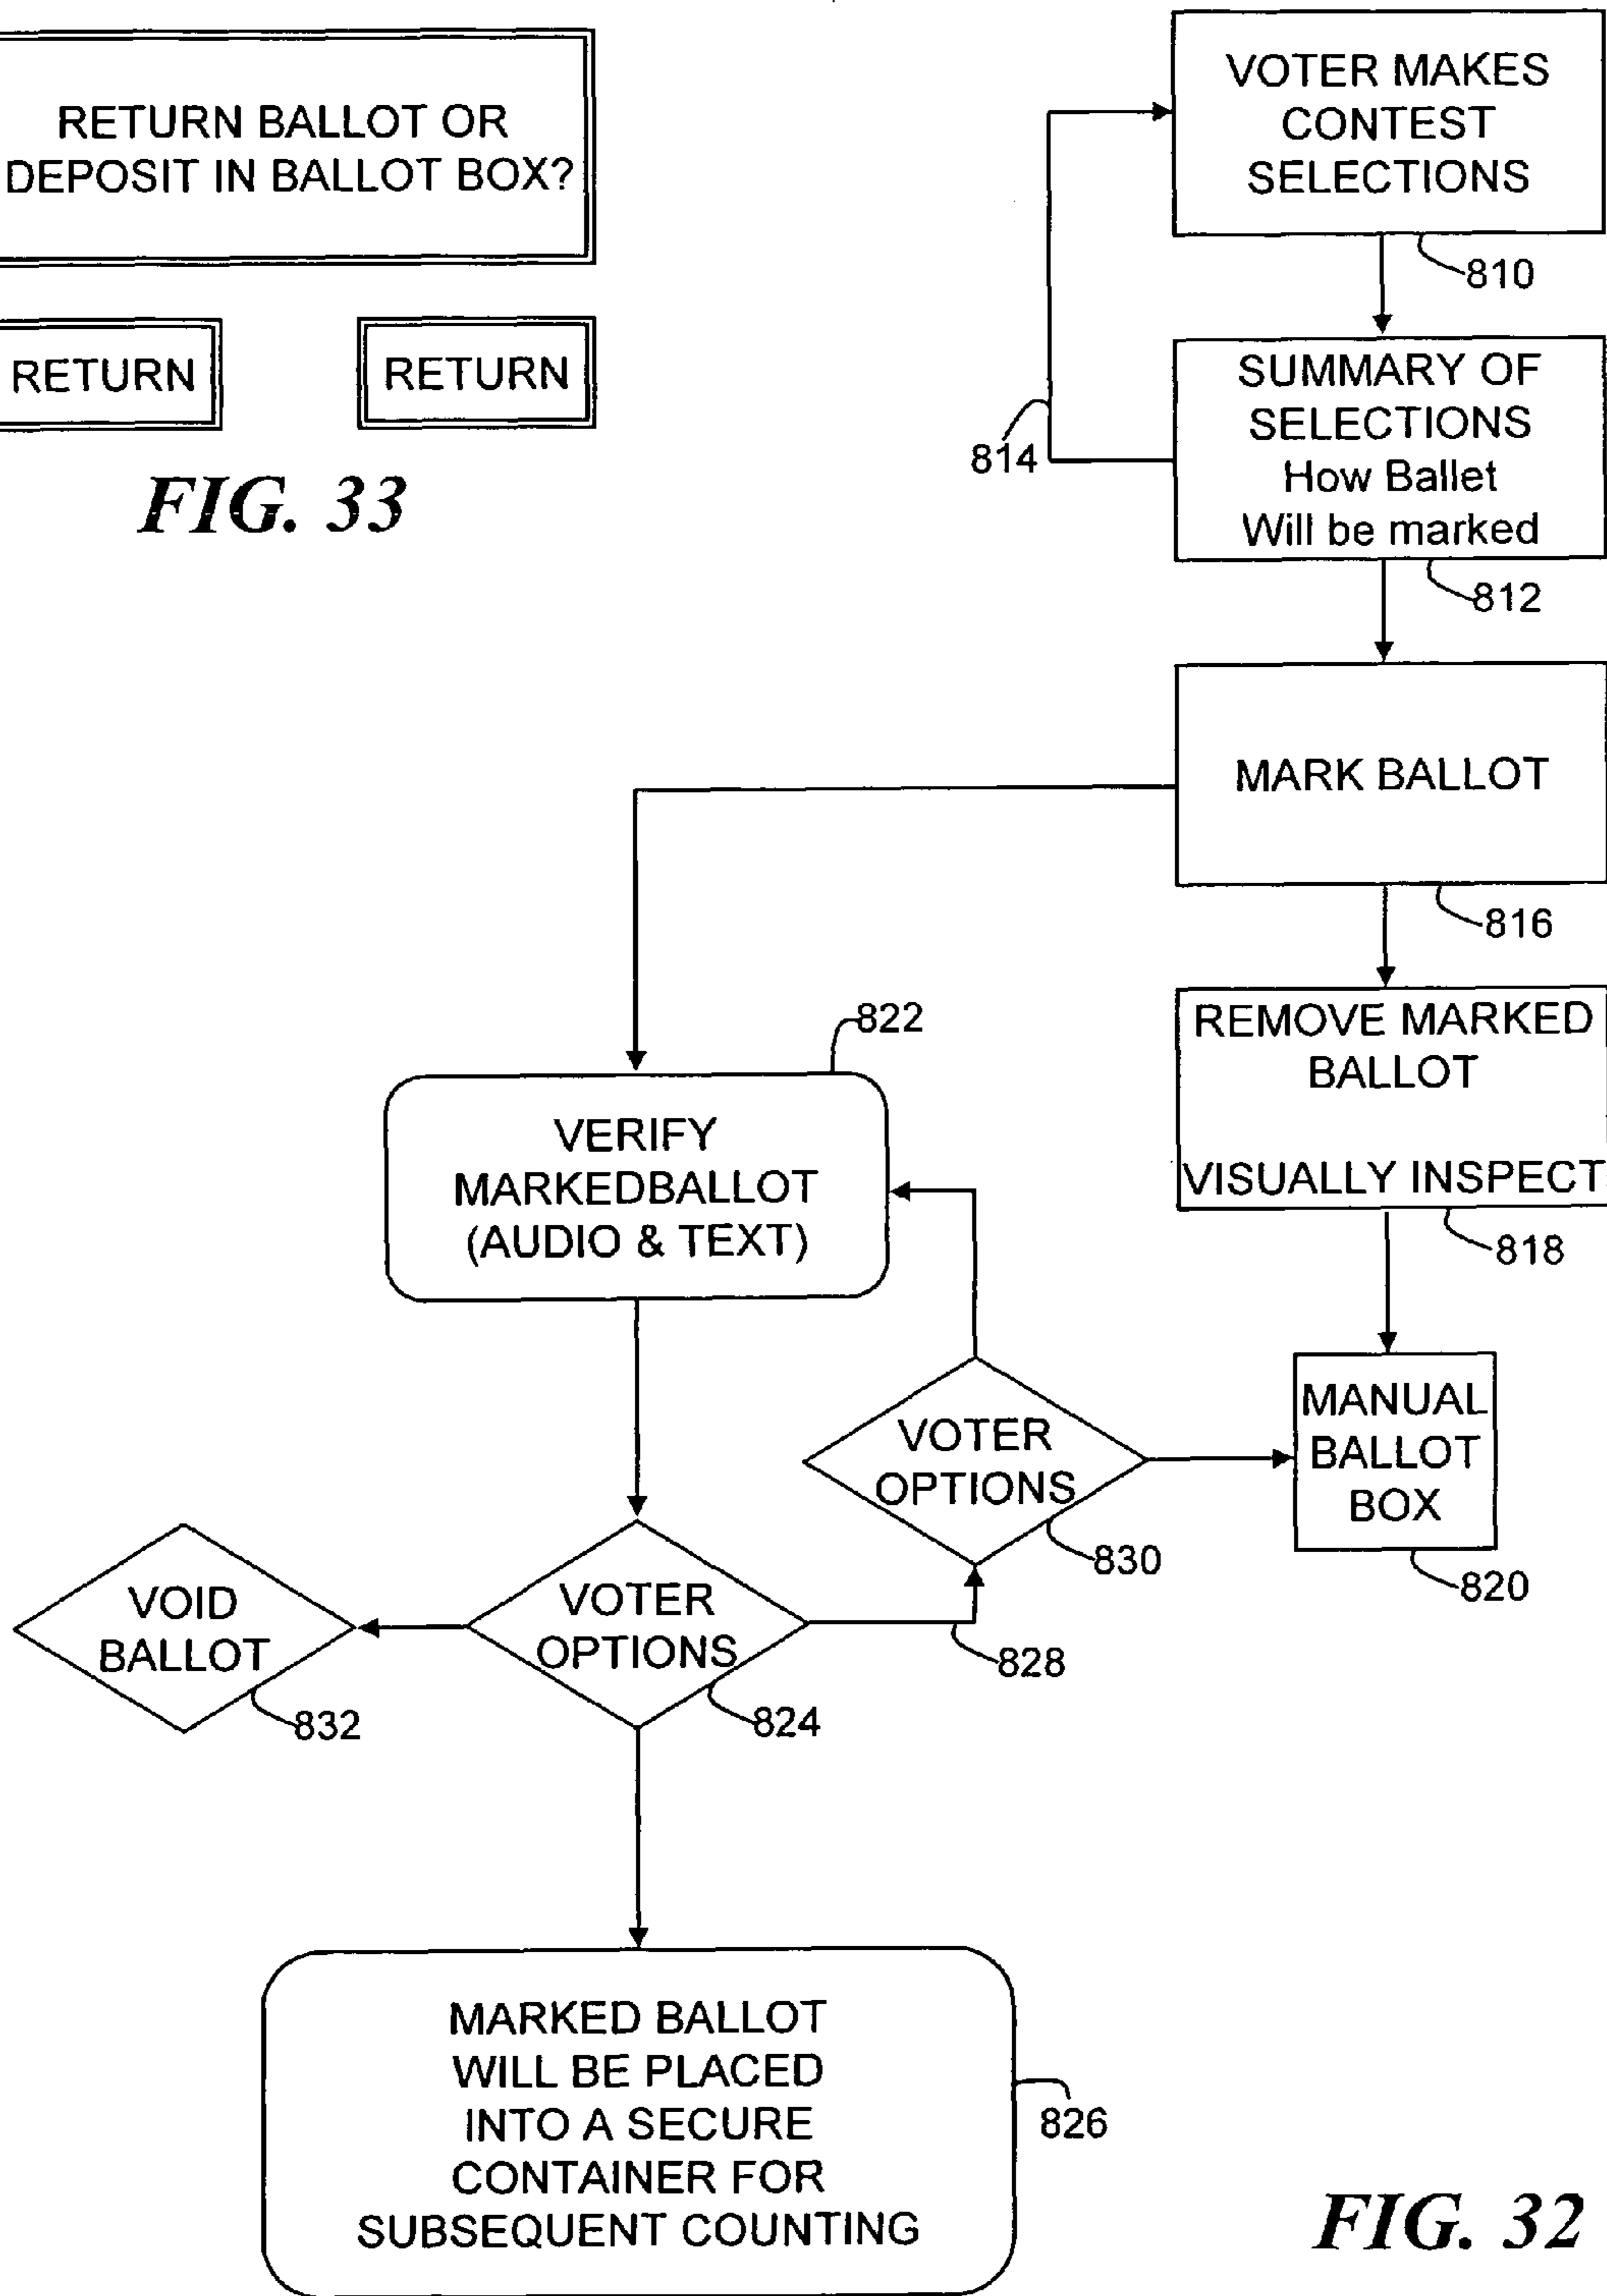 RETURN BALLOT OR
DEPOSIT IN BALLOT BOX?
RETURN
RETURN
FIG. 33
VOTER MAKES
CONTEST
SELECTIONS
810
SUMMARY OF
SELECTIONS
How Ballet
Will be marked
814
812
MARK BALLOT
816
REMOVE MARKED
BALLOT
VISUALLY INSPECT
818
822
VERIFY
MARKEDBALLOT
(AUDIO & TEXT)
VOTER
OPTIONS
830
MANUAL
BALLOT
BOX
820
VOID
BALLOT
832
VOTER
OPTIONS
828
824
MARKED BALLOT
WILL BE PLACED
INTO A SECURE
CONTAINER FOR
SUBSEQUENT COUNTING
826
FIG. 32